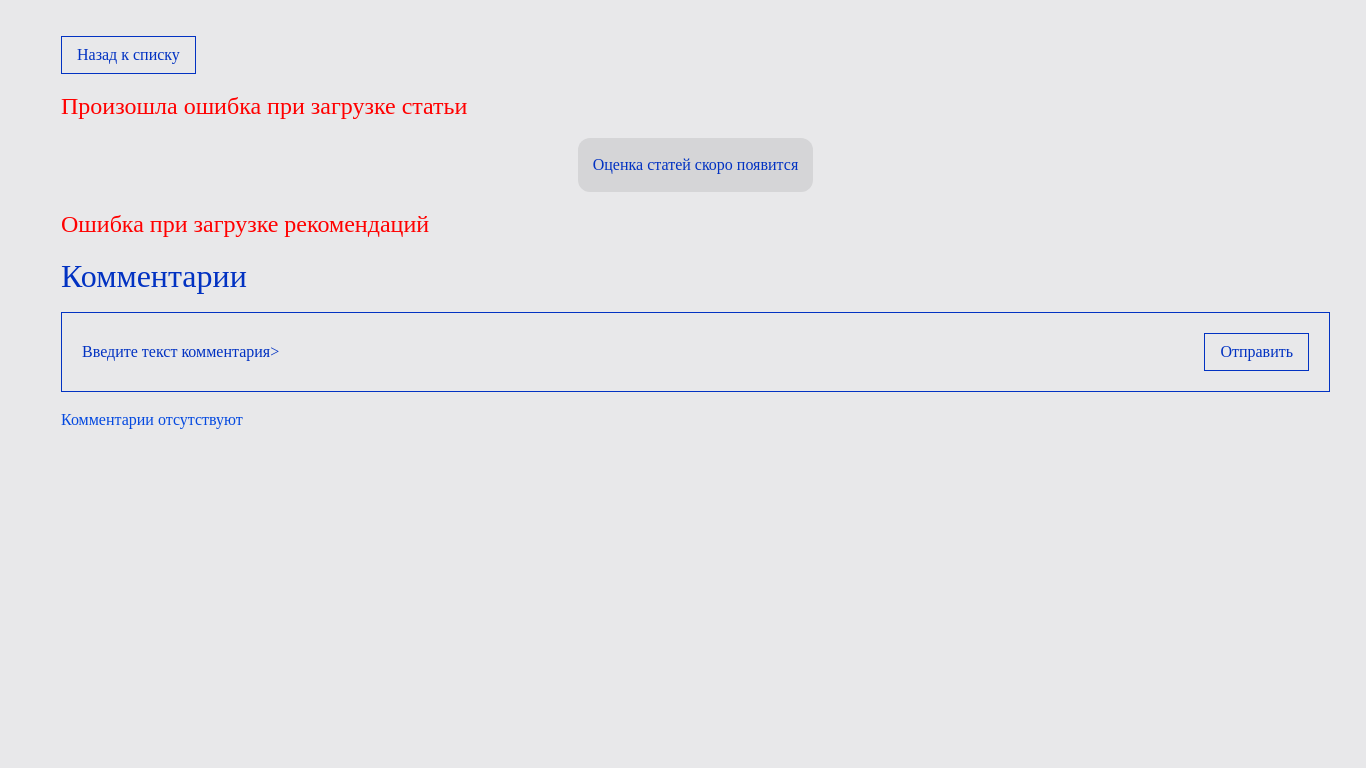 Назад к списку
Произошла ошибка при загрузке статьи
Оценка статей скоро появится
Ошибка при загрузке рекомендаций
Комментарии
Введите текст комментария>
Отправить
Комментарии отсутствуют